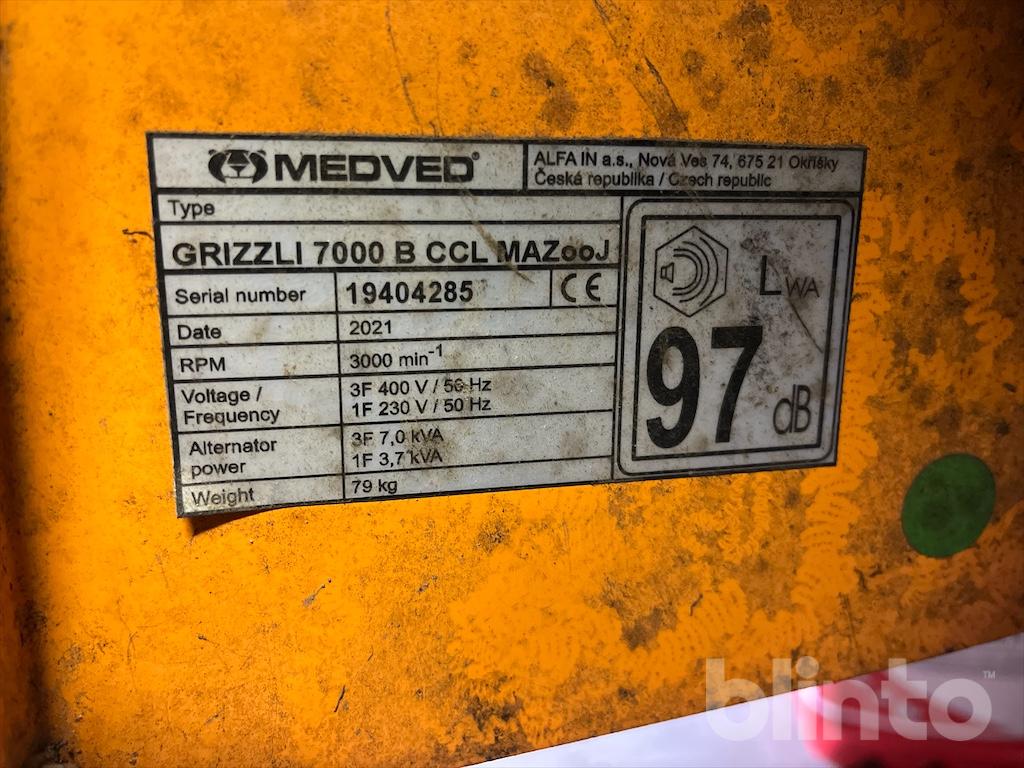 MEDVED®
ALFA IN a.s., Nová Ves 74, 675 21 Okříšky
Česká republika / Czech republic
Type
GRIZZLI 7000 B CCL MAZooJ
Serial number 19404285 CE
Date 2021
RPM 3000 min-1
Voltage / Frequency
3F 400 V / 50 Hz
1F 230 V / 50 Hz
Alternator power
3F 7,0 kVA
1F 3,7 kVA
Weight 79 kg
LWA
97 dB
blinto™